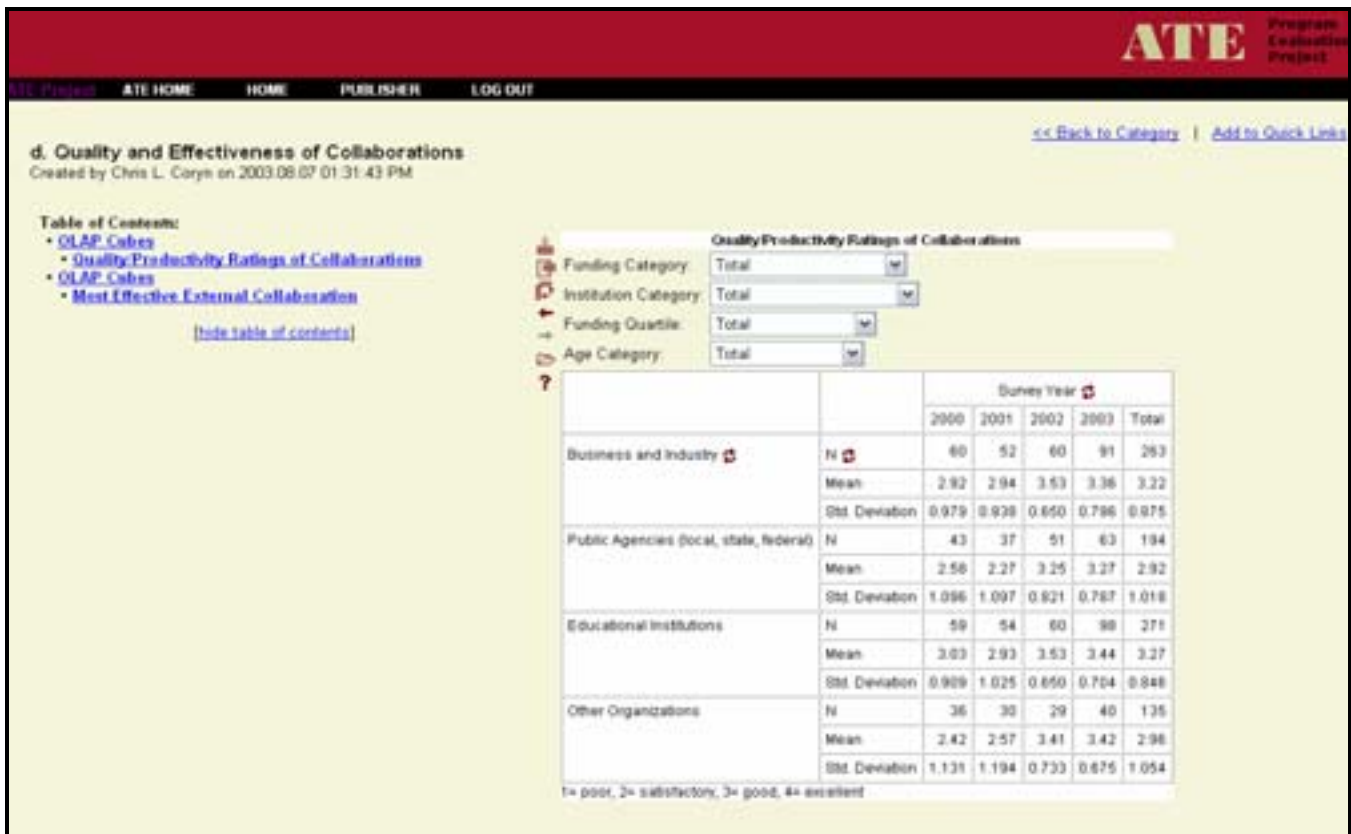 ATE Program
Evaluation
Project
ATE Project ATE HOME HOME PUBLISHER LOG OUT
<< Back to Category | Add to Quick Links
d. Quality and Effectiveness of Collaborations
Created by Chris L. Coryn on 2003.08.07 01:31:43 PM
Table of Contents:
• OLAP Cubes
• Quality/Productivity Ratings of Collaborations
• OLAP Cubes
• Most Effective External Collaboration
[hide table of contents]
Quality/Productivity Ratings of Collaborations
Funding Category: Total
Institution Category: Total
Funding Quartile: Total
Age Category: Total
?
Survey Year
2000 2001 2002 2003 Total
Business and Industry N 60 52 60 91 263
Mean 2.92 2.94 3.53 3.36 3.22
Std. Deviation 0.979 0.938 0.650 0.786 0.875
Public Agencies (local, state, federal) N 43 37 51 63 194
Mean 2.58 2.27 3.25 3.27 2.92
Std. Deviation 1.096 1.097 0.821 0.787 1.018
Educational Institutions N 59 54 60 98 271
Mean 3.03 2.93 3.53 3.44 3.27
Std. Deviation 0.909 1.025 0.650 0.704 0.848
Other Organizations N 36 30 29 40 135
Mean 2.42 2.57 3.41 3.42 2.98
Std. Deviation 1.131 1.194 0.733 0.675 1.054
1= poor, 2= satisfactory, 3= good, 4= excellent